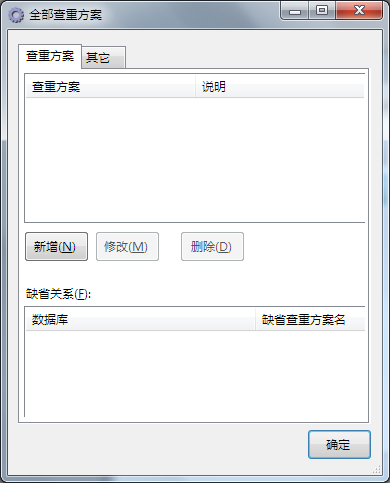 全部查重方案
查重方案 其它
查重方案 说明
新增(N) 修改(M) 删除(D)
缺省关系(F):
数据库 缺省查重方案名
确定